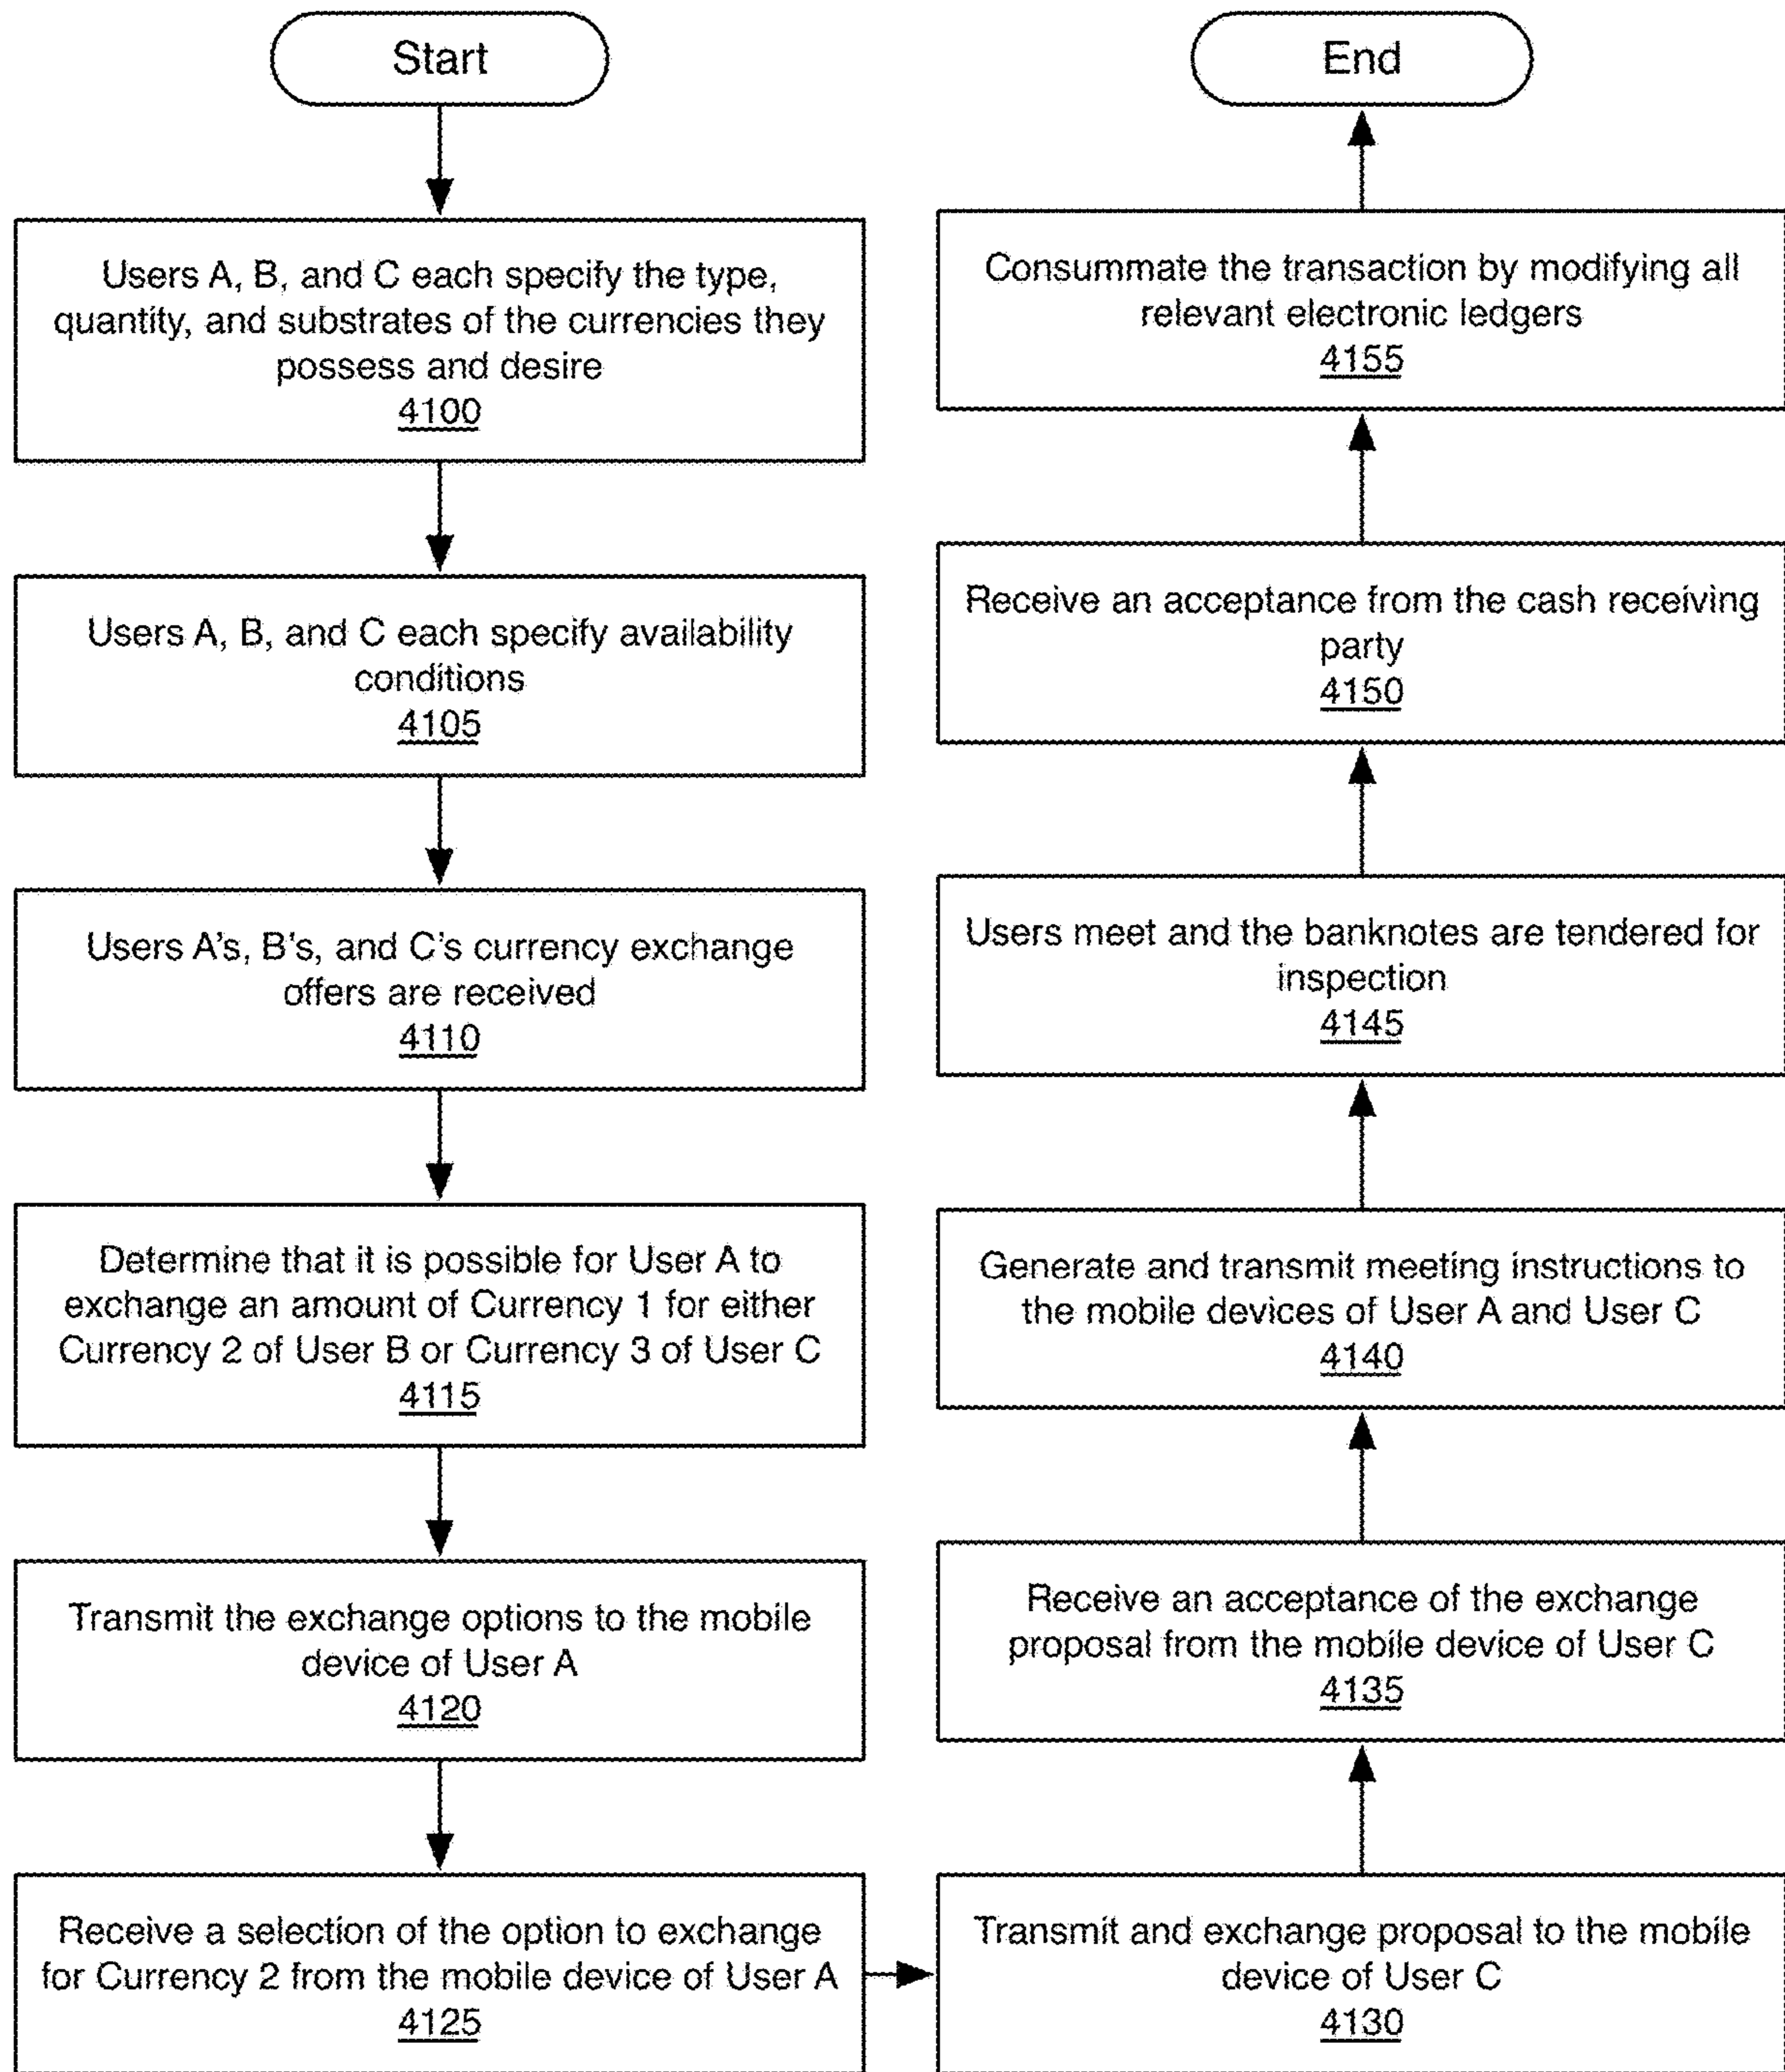 Start
Users A, B, and C each specify the type,
quantity, and substrates of the currencies they
possess and desire
4100
Users A, B, and C each specify availability
conditions
4105
Users A's, B's, and C's currency exchange
offers are received
4110
Determine that it is possible for User A to
exchange an amount of Currency 1 for either
Currency 2 of User B or Currency 3 of User C
4115
Transmit the exchange options to the mobile
device of User A
4120
Receive a selection of the option to exchange
for Currency 2 from the mobile device of User A
4125
Transmit and exchange proposal to the mobile
device of User C
4130
Receive an acceptance of the exchange
proposal from the mobile device of User C
4135
Generate and transmit meeting instructions to
the mobile devices of User A and User C
4140
Users meet and the banknotes are tendered for
inspection
4145
Receive an acceptance from the cash receiving
party
4150
Consummate the transaction by modifying all
relevant electronic ledgers
4155
End